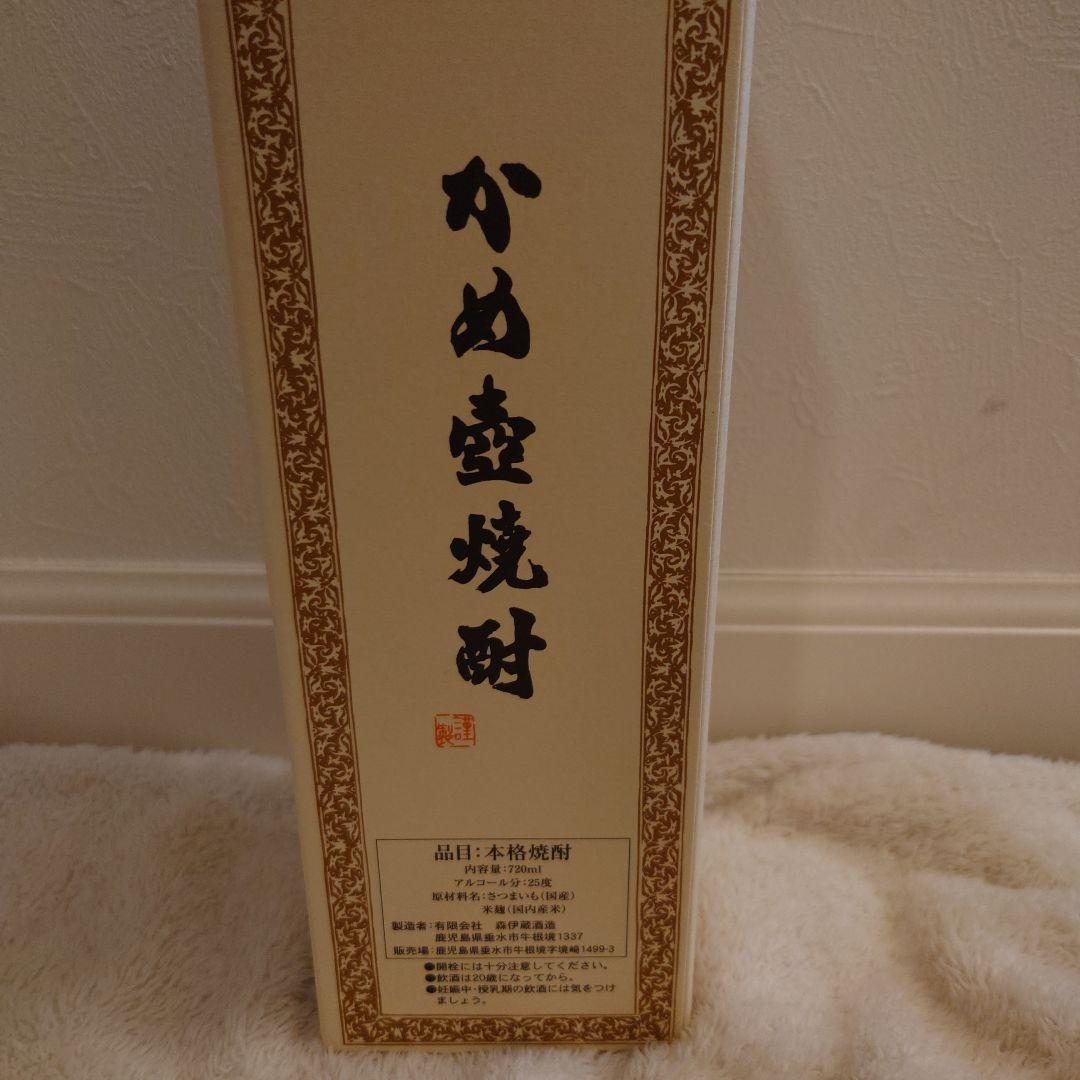 かめ壺焼酎
謹製
品目:本格焼酎
内容量:720ml
アルコール分:25度
原材料名:さつまいも(国産)
米麹(国内産米)
製造者:有限会社 森伊蔵酒造
鹿児島県垂水市牛根境1337
販売場:鹿児島県垂水市牛根境字境崎1499-3
●開栓には十分注意してください。
●飲酒は20歳になってから。
●妊娠中・授乳期の飲酒には気をつけ
ましょう。